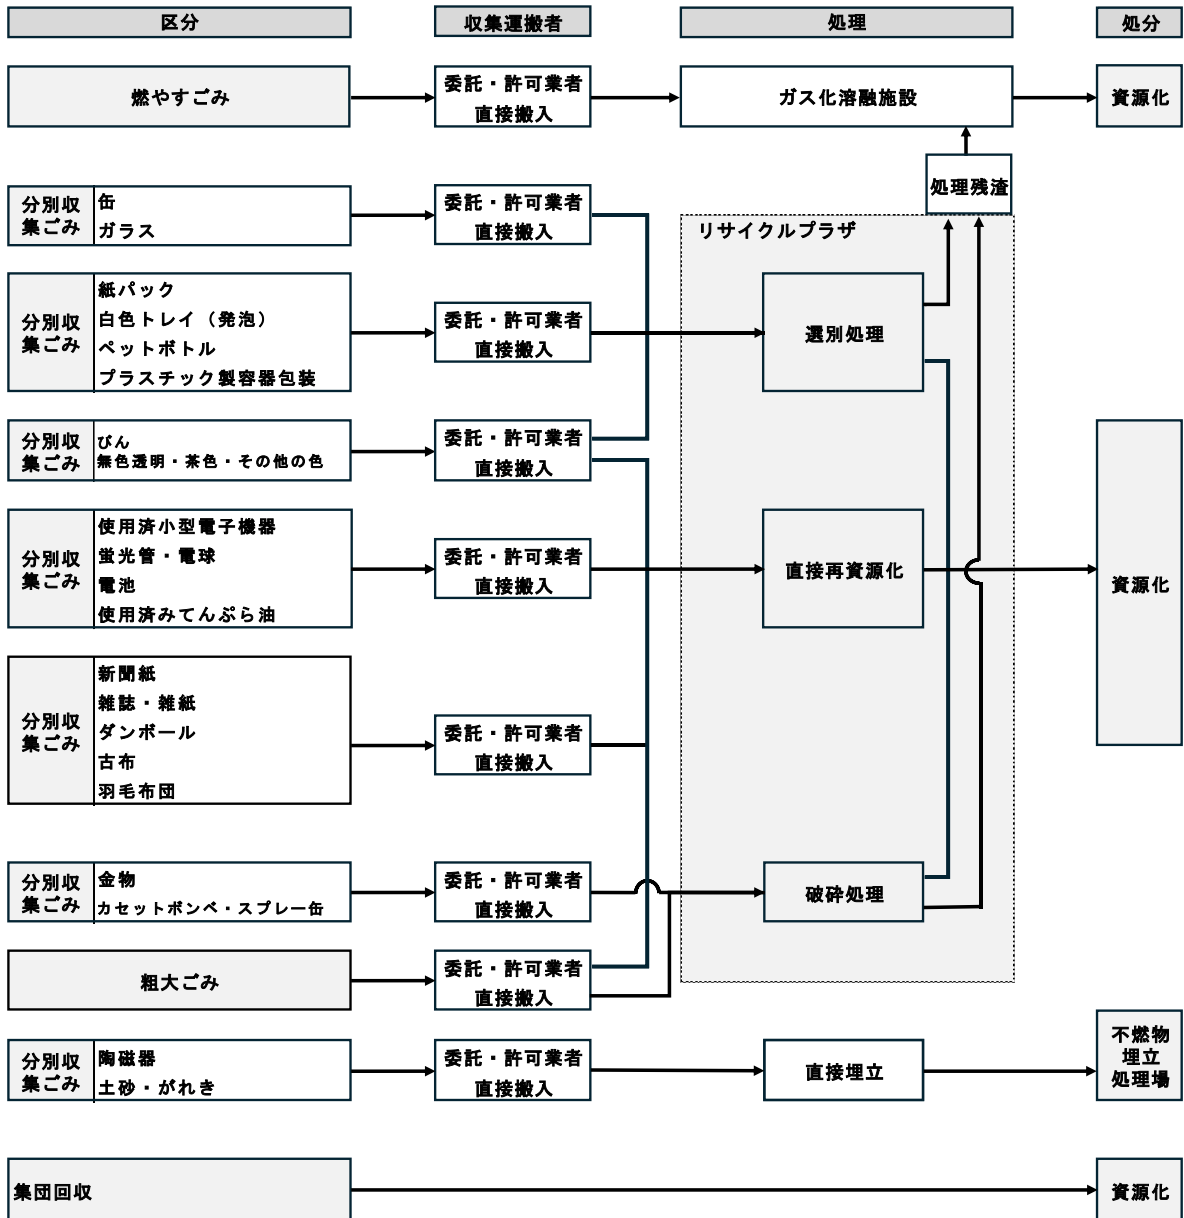 区分
収集運搬者
処理
処分
燃やすごみ
委託・許可業者
直接搬入
ガス化溶融施設
資源化
処理残渣
分別収
集ごみ
缶
ガラス
委託・許可業者
直接搬入
リサイクルプラザ
分別収
集ごみ
紙パック
白色トレイ（発泡）
ペットボトル
プラスチック製容器包装
委託・許可業者
直接搬入
選別処理
分別収
集ごみ
びん
無色透明・茶色・その他の色
委託・許可業者
直接搬入
分別収
集ごみ
使用済小型電子機器
蛍光管・電球
電池
使用済みてんぷら油
委託・許可業者
直接搬入
直接再資源化
資源化
分別収
集ごみ
新聞紙
雑誌・雑紙
ダンボール
古布
羽毛布団
委託・許可業者
直接搬入
分別収
集ごみ
金物
カセットボンベ・スプレー缶
委託・許可業者
直接搬入
破砕処理
粗大ごみ
委託・許可業者
直接搬入
分別収
集ごみ
陶磁器
土砂・がれき
委託・許可業者
直接搬入
直接埋立
不燃物
埋立
処理場
集団回収
資源化